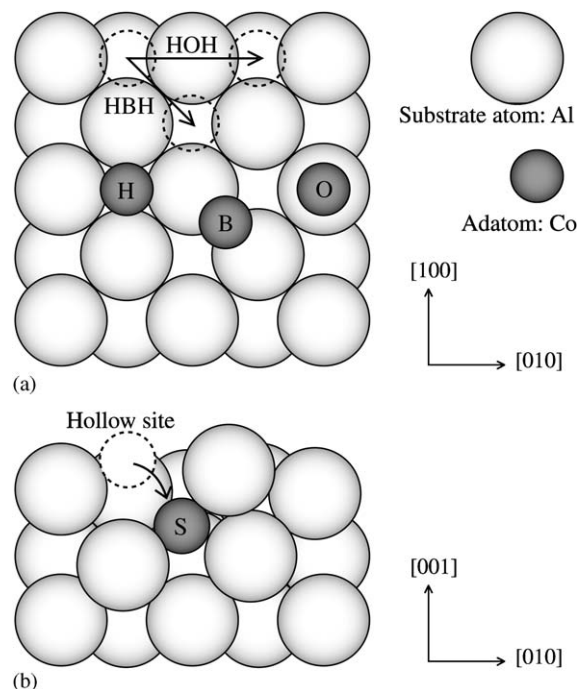 HOH
HBH
Substrate atom: Al
H
O
B
Adatom: Co
[100]
[010]
(a)
Hollow site
S
[001]
[010]
(b)